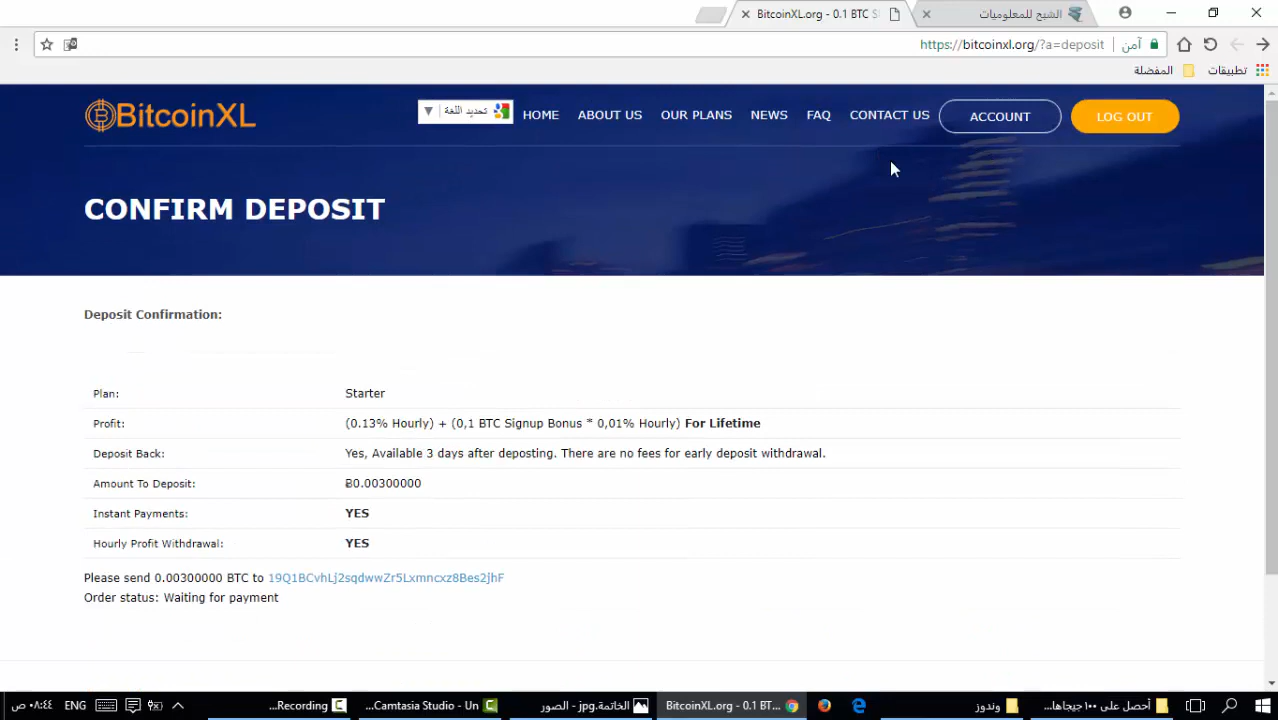 BitcoinXL.org - 0.1 BTC S
الشيخ للمعلوميات
https://bitcoinxl.org/?a=deposit
آمن
تطبيقات
المفضلة
BitcoinXL
تحديد اللغة ▼
HOME
ABOUT US
OUR PLANS
NEWS
FAQ
CONTACT US
ACCOUNT
LOG OUT
CONFIRM DEPOSIT
Deposit Confirmation:
Plan: Starter
Profit: (0.13% Hourly) + (0,1 BTC Signup Bonus * 0,01% Hourly) For Lifetime
Deposit Back: Yes, Available 3 days after deposting. There are no fees for early deposit withdrawal.
Amount To Deposit: Ƀ0.00300000
Instant Payments: YES
Hourly Profit Withdrawal: YES
Please send 0.00300000 BTC to 19Q1BCvhLj2sqdwwZr5Lxmncxz8Bes2jhF
Order status: Waiting for payment
٠٨:٤٤ ص
ENG
Recording...
Camtasia Studio - Un...
الخاتمة.jpg - الصور
BitcoinXL.org - 0.1 BT...
وندوز
أحصل على ١٠٠ جيجاها...